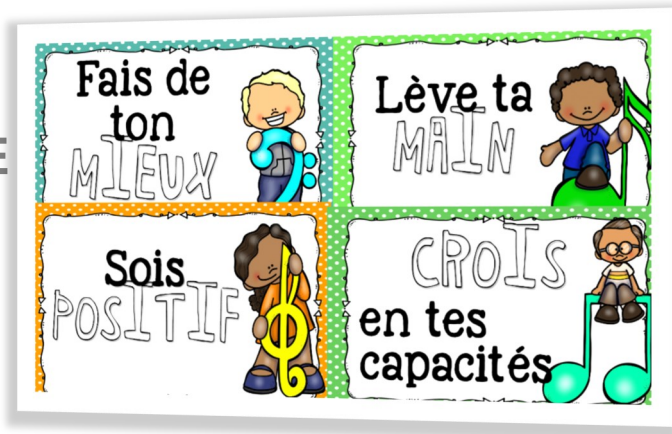 Fais de
ton
MIEUX
Lève ta
MAIN
Sois
POSITIF
CROIS
en tes
capacités
E